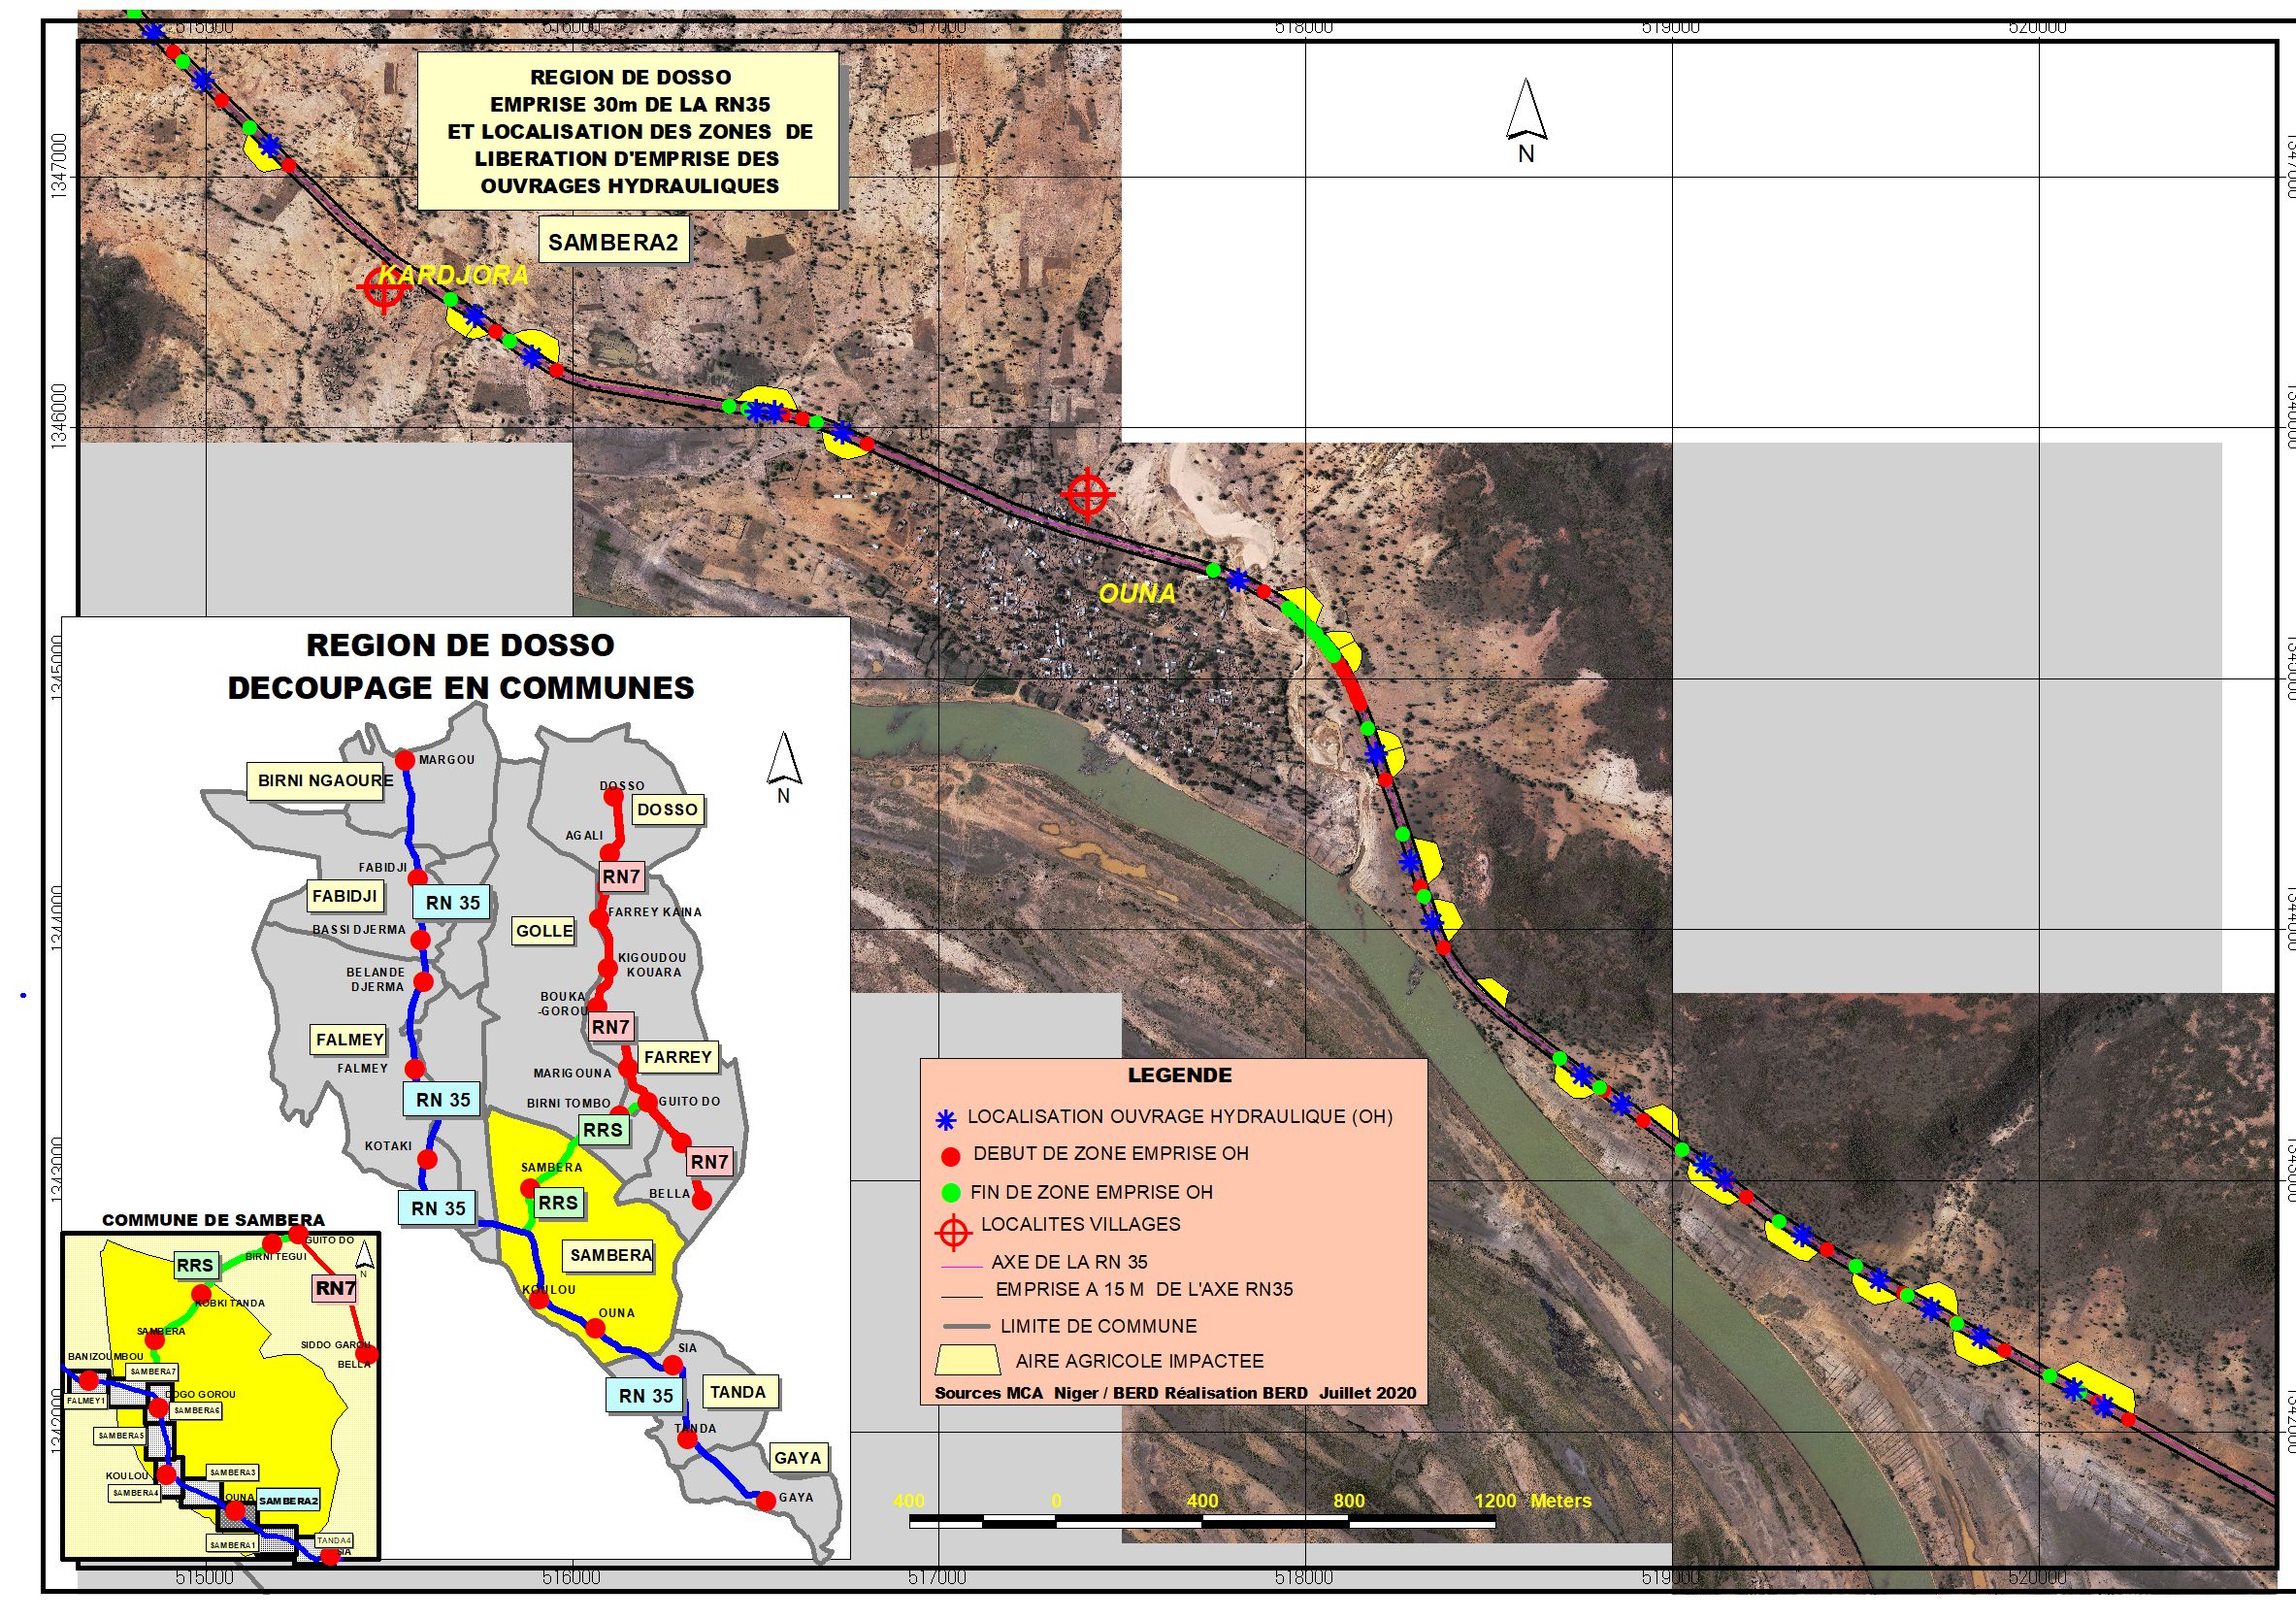 515000
516000
517000
518000
519000
520000
REGION DE DOSSO
EMPRISE 30m DE LA RN35
ET LOCALISATION DES ZONES DE
LIBERATION D'EMPRISE DES
OUVRAGES HYDRAULIQUES
SAMBERA2
N
1347000
1347000
KARDJORA
1346000
1346000
OUNA
1345000
1345000
1344000
1344000
1343000
1343000
1342000
1342000
REGION DE DOSSO
DECOUPAGE EN COMMUNES
N
MARGOU
BIRNI NGAOURE
DOSSO
DOSSO
AGALI
FABIDJI
RN7
FABIDJI
RN 35
FARREY KAINA
BASSI DJERMA
GOLLE
KIGOUDOU
KOUARA
BELANDE
DJERMA
BOUKA
-GOROU
RN7
FALMEY
FARREY
FALMEY
MARIGOUNA
RN 35
BIRNI TOMBO
GUITO DO
RRS
KOTAKI
RN7
SAMBERA
RRS
BELLA
RN 35
SAMBERA
KOULOU
OUNA
SIA
RN 35
TANDA
TANDA
GAYA
GAYA
COMMUNE DE SAMBERA
GUITO DO
BIRNI TEGUI
RRS
N
RN7
KOBKI TANDA
SAMBERA
SIDDO GAROU
BELLA
BANIZOUMBOU
SAMBERA7
FALMEY1
DOGO GOROU
SAMBERA6
SAMBERA5
KOULOU
SAMBERA3
SAMBERA4
OUNA
SAMBERA2
SAMBERA1
TANDA4
SIA
LEGENDE
LOCALISATION OUVRAGE HYDRAULIQUE (OH)
DEBUT DE ZONE EMPRISE OH
FIN DE ZONE EMPRISE OH
LOCALITES VILLAGES
AXE DE LA RN 35
EMPRISE A 15 M DE L'AXE RN35
LIMITE DE COMMUNE
AIRE AGRICOLE IMPACTEE
Sources MCA Niger / BERD Réalisation BERD Juillet 2020
400 0 400 800 1200 Meters
515000
516000
517000
518000
519000
520000